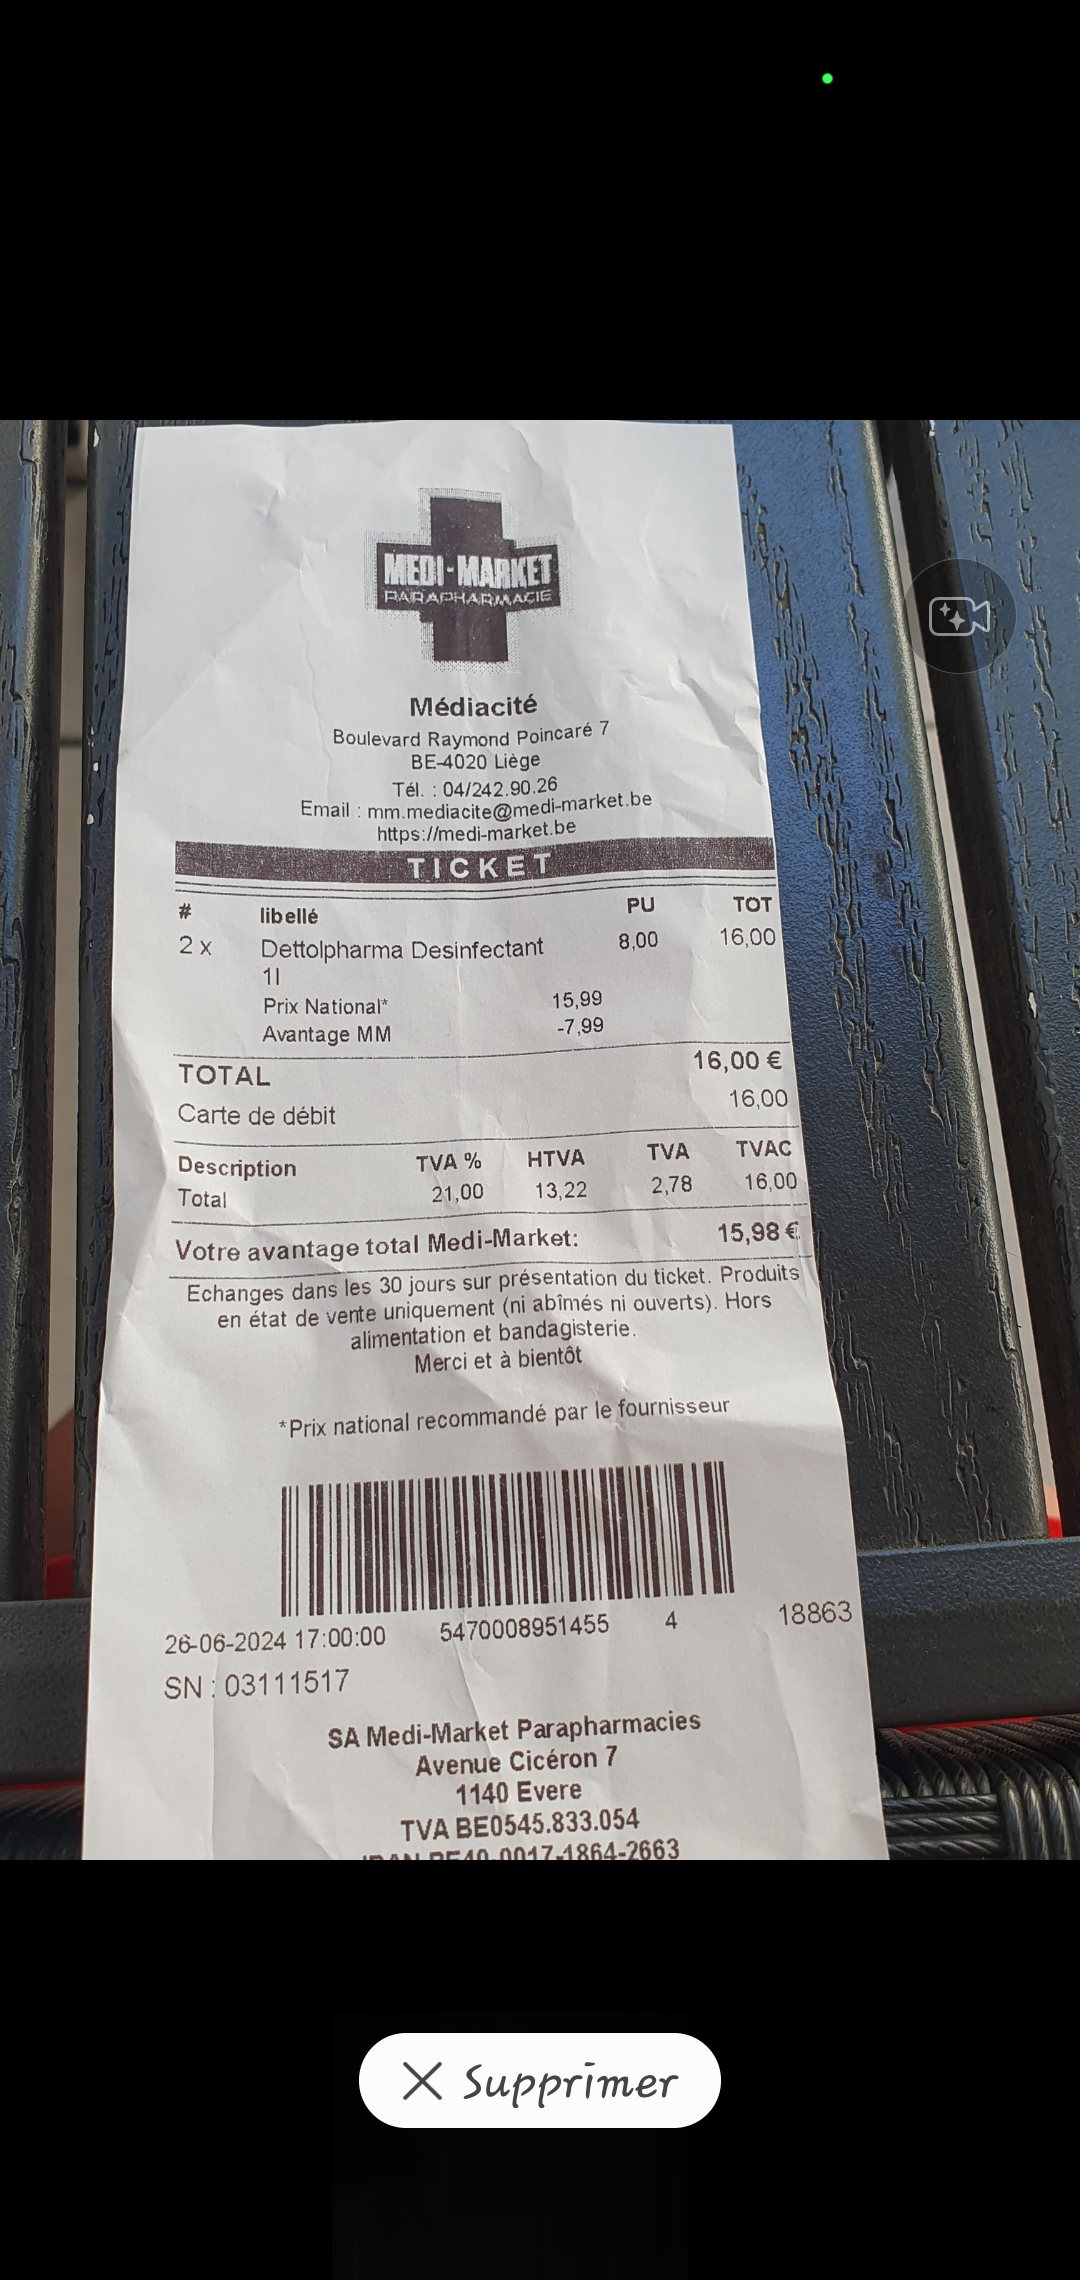 MEDI-MARKET
PARAPHARMACIE
Médiacité
Boulevard Raymond Poincaré 7
BE-4020 Liège
Tél. : 04/242.90.26
Email : mm.mediacite@medi-market.be
https://medi-market.be
TICKET
# libellé PU TOT
2 x Dettolpharma Desinfectant 8,00 16,00
1l
Prix National* 15,99
Avantage MM -7,99
TOTAL 16,00 €
Carte de débit 16,00
Description TVA % HTVA TVA TVAC
Total 21,00 13,22 2,78 16,00
Votre avantage total Medi-Market: 15,98 €
Echanges dans les 30 jours sur présentation du ticket. Produits
en état de vente uniquement (ni abîmés ni ouverts). Hors
alimentation et bandagisterie.
Merci et à bientôt
*Prix national recommandé par le fournisseur
26-06-2024 17:00:00 5470008951455 4 18863
SN : 03111517
SA Medi-Market Parapharmacies
Avenue Cicéron 7
1140 Evere
TVA BE0545.833.054
IBAN BE40-0017-1864-2663
Supprimer